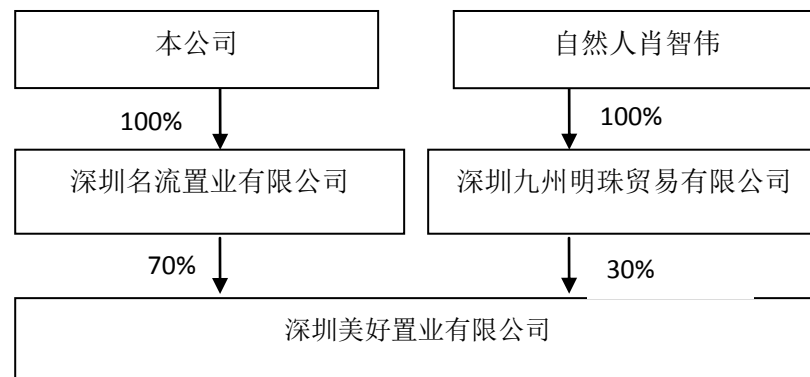 本公司
自然人肖智伟
100%
100%
深圳名流置业有限公司
深圳九州明珠贸易有限公司
70%
30%
深圳美好置业有限公司